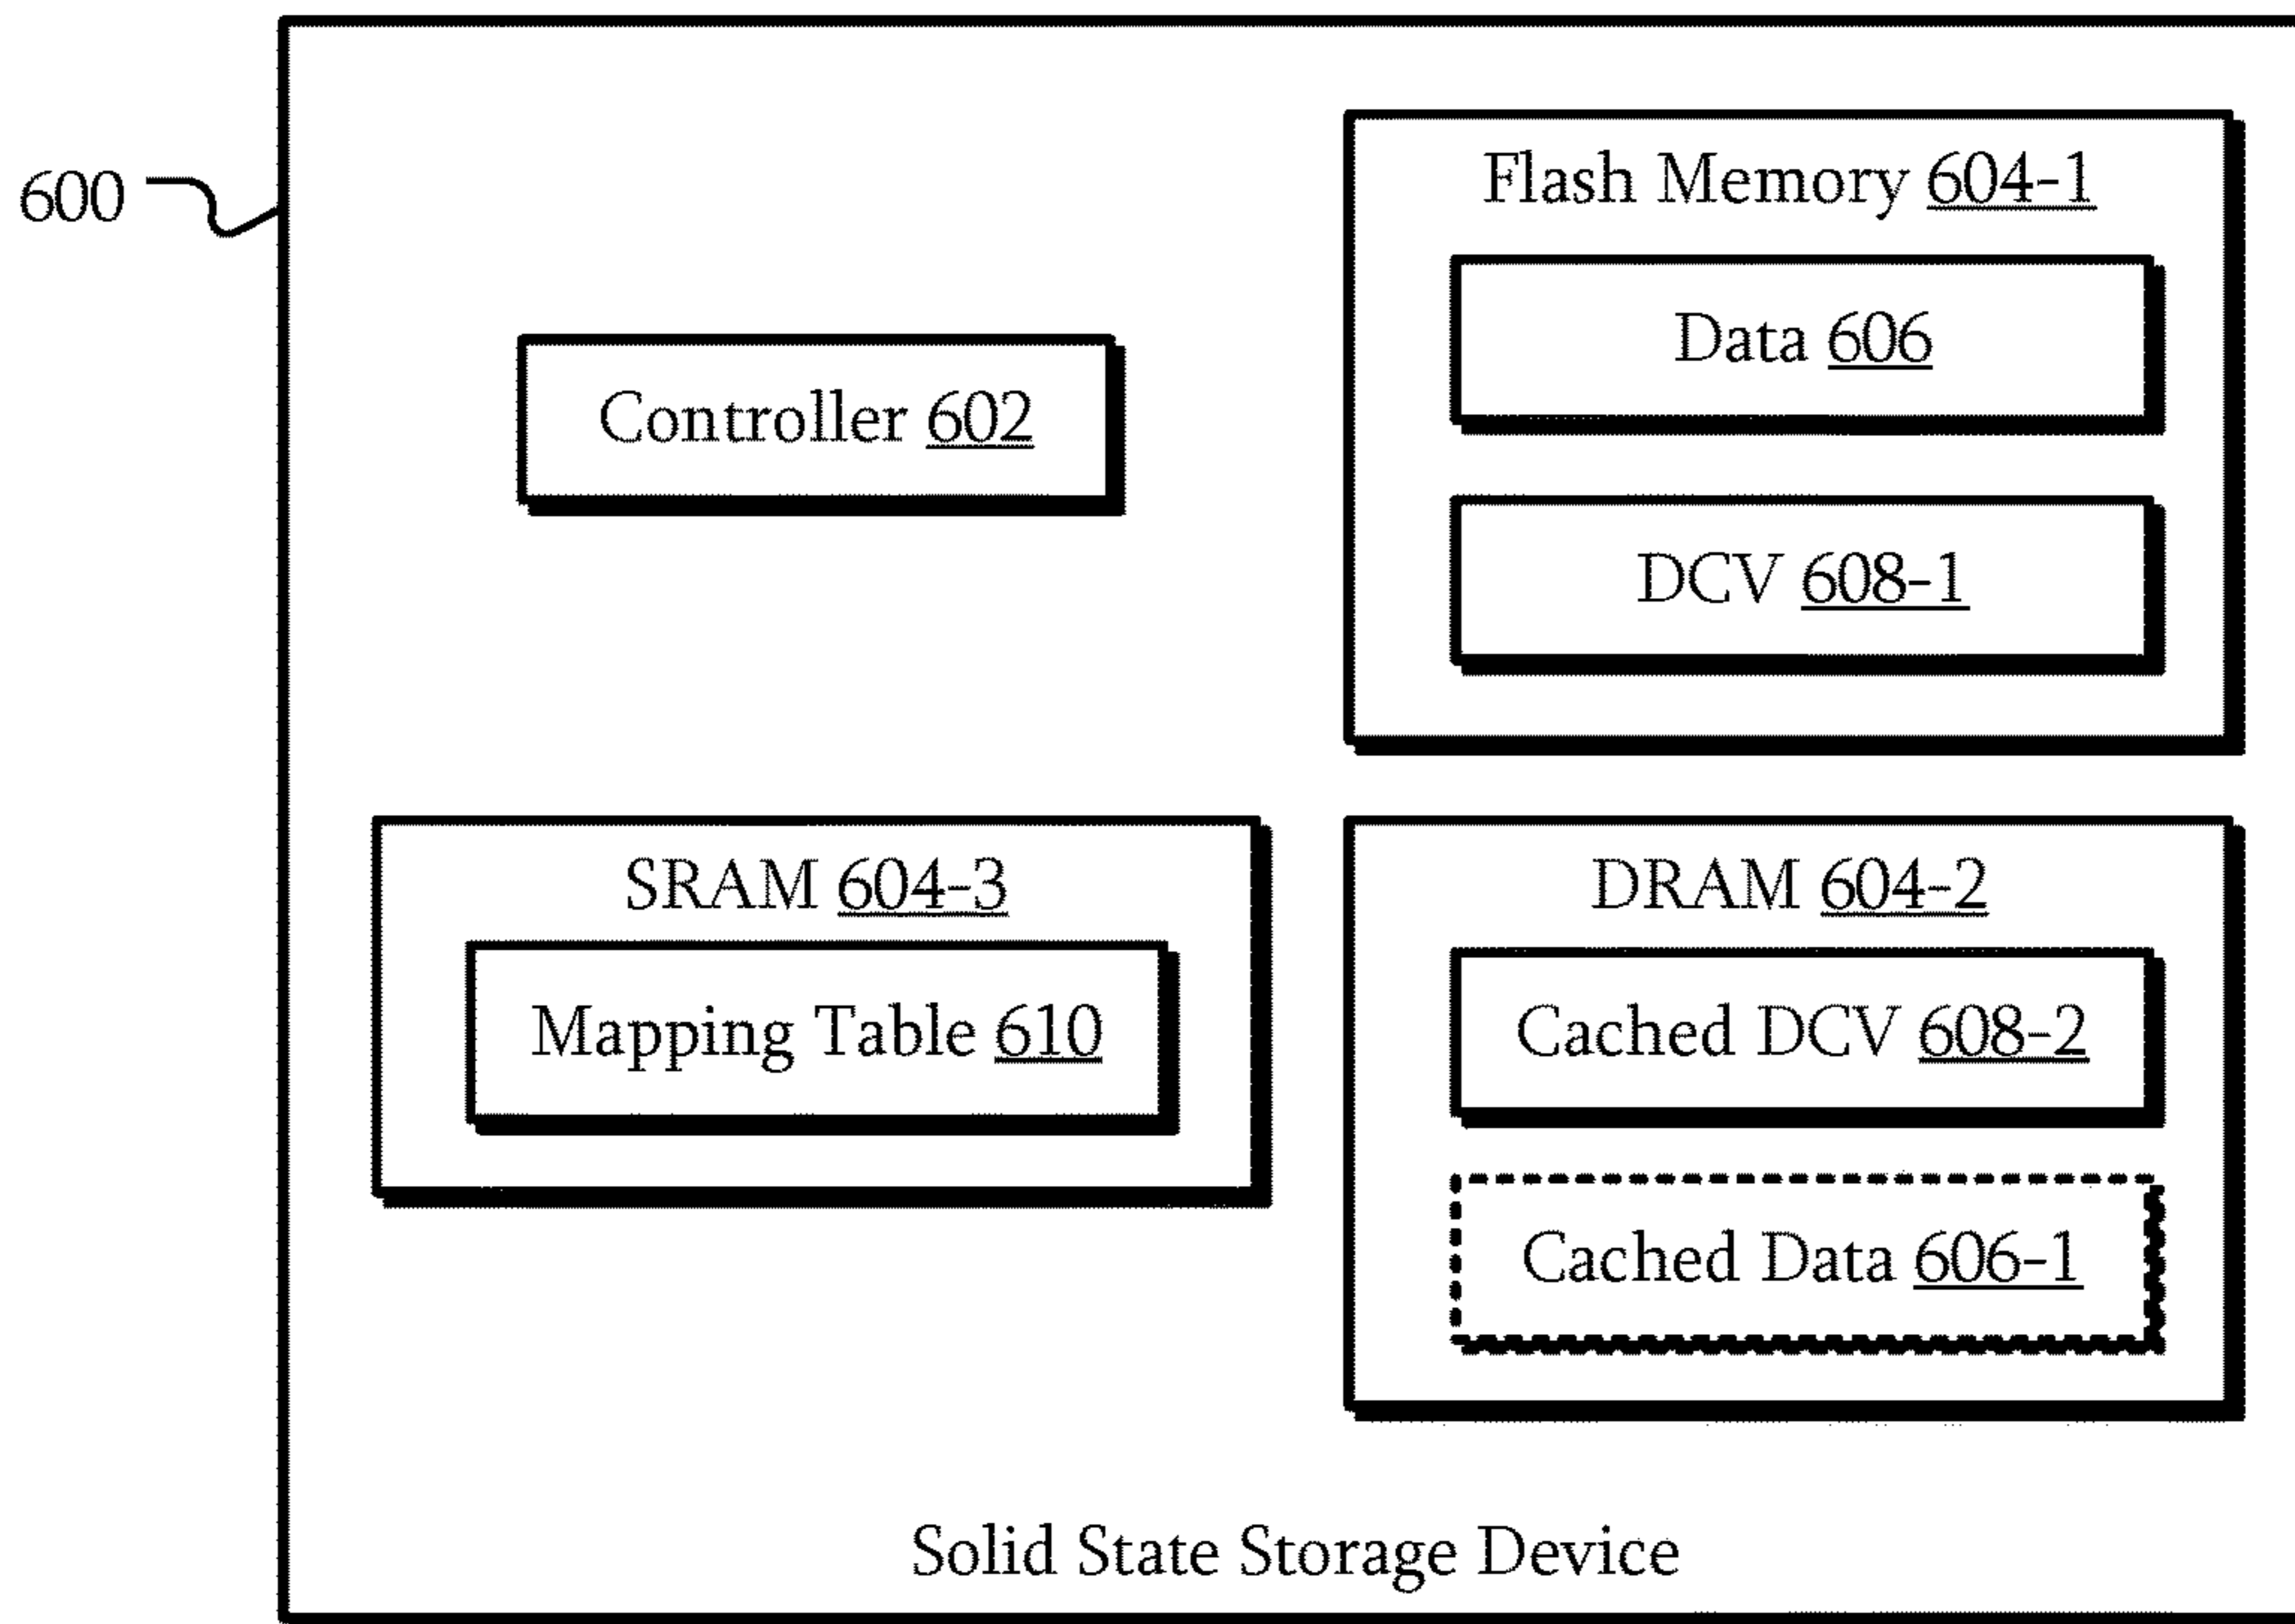 600
Flash Memory 604-1
Data 606
Controller 602
DCV 608-1
SRAM 604-3
Mapping Table 610
DRAM 604-2
Cached DCV 608-2
Cached Data 606-1
Solid State Storage Device